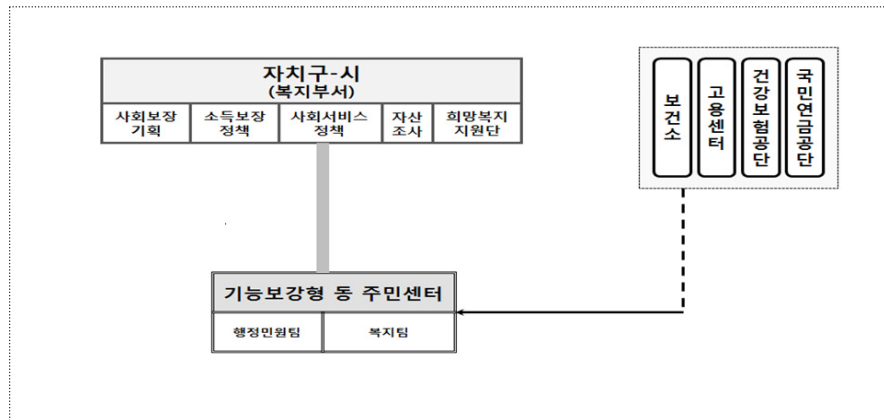 자치구-시
(복지부서)
사회보장
기획
소득보장
정책
사회서비스
정책
자산
조사
희망복지
지원단
보건소
고용센터
건강보험공단
국민연금공단
기능보강형 동 주민센터
행정민원팀
복지팀